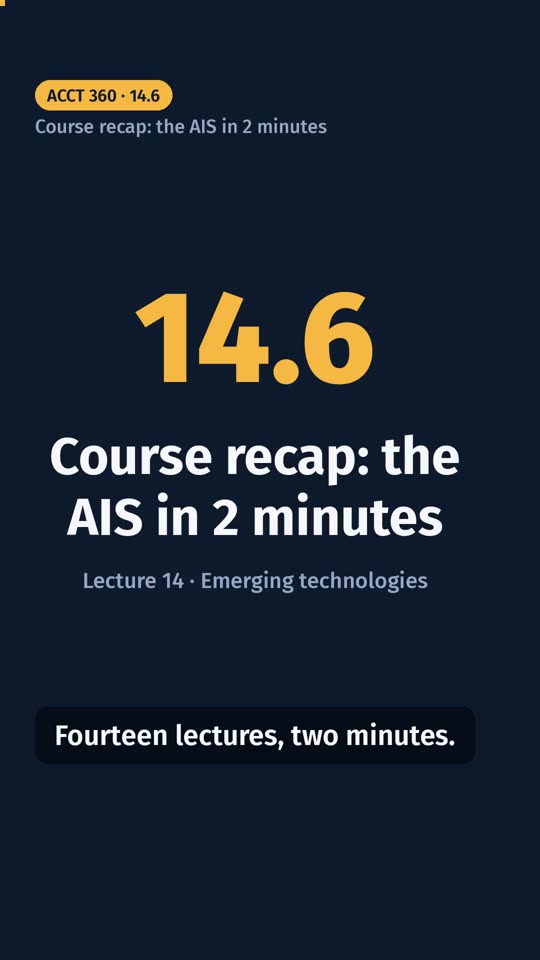 ACCT 360 · 14.6
Course recap: the AIS in 2 minutes
14.6
Course recap: the
AIS in 2 minutes
Lecture 14 · Emerging technologies
Fourteen lectures, two minutes.